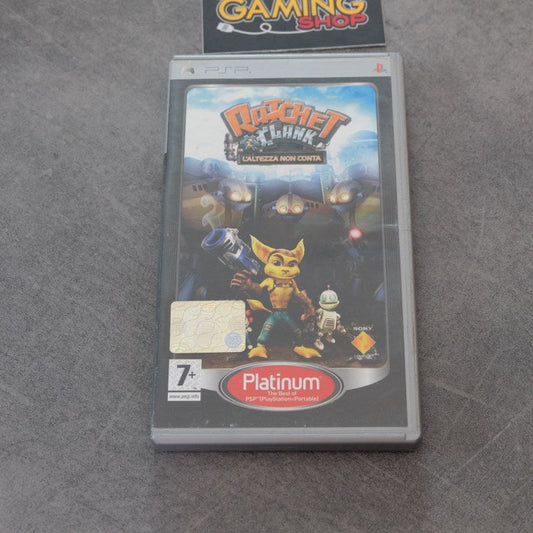 GAMING
SHOP
PSP
RATCHET
CLANK
L'ALTEZZA NON CONTA
SONY
7+
www.pegi.info
Platinum
The Best of
PSP™ (PlayStation®Portable)